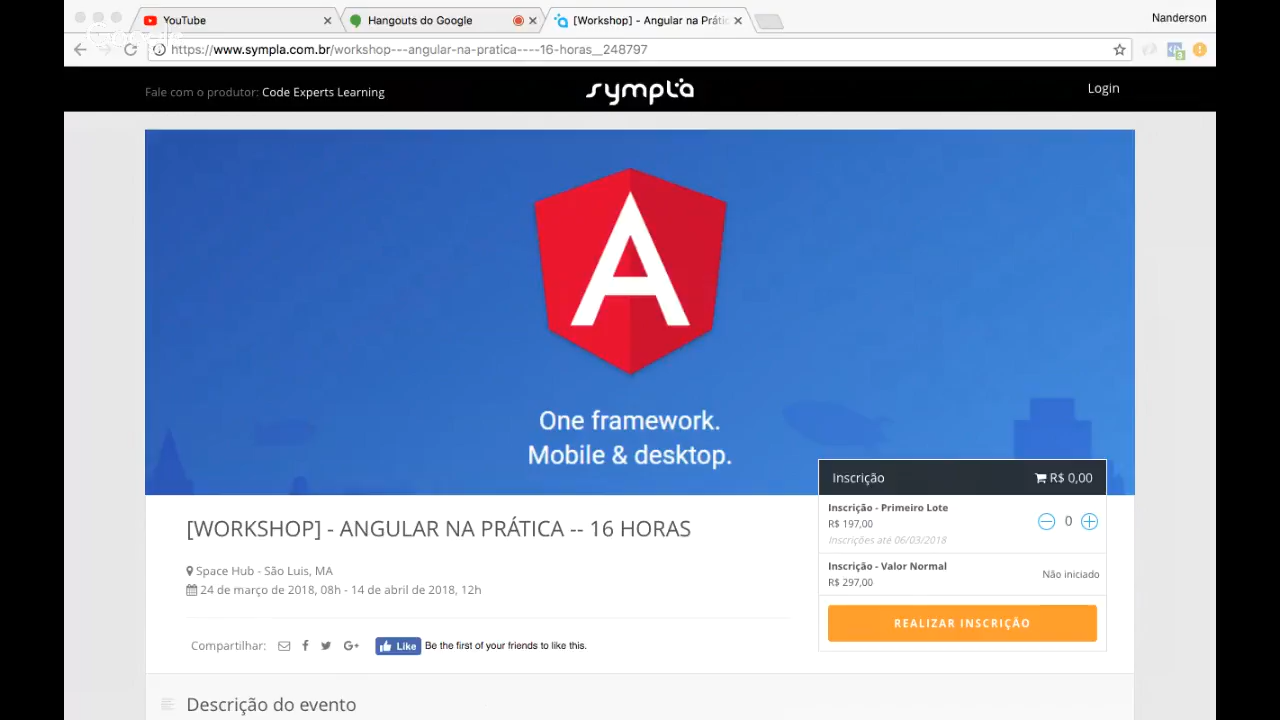 YouTube
Hangouts do Google
[Workshop] - Angular na Prátic
Nanderson
Google
https://www.sympla.com.br/workshop---angular-na-pratica----16-horas__248797
3
Fale com o produtor: Code Experts Learning
sympla
Login
A
One framework.
Mobile & desktop.
Inscrição
R$ 0,00
Inscrição - Primeiro Lote
R$ 197,00
0
Inscrições até 06/03/2018
Inscrição - Valor Normal
R$ 297,00
Não iniciado
REALIZAR INSCRIÇÃO
[WORKSHOP] - ANGULAR NA PRÁTICA -- 16 HORAS
Space Hub - São Luis, MA
24 de março de 2018, 08h - 14 de abril de 2018, 12h
Compartilhar:
G+
Like
Be the first of your friends to like this.
Descrição do evento